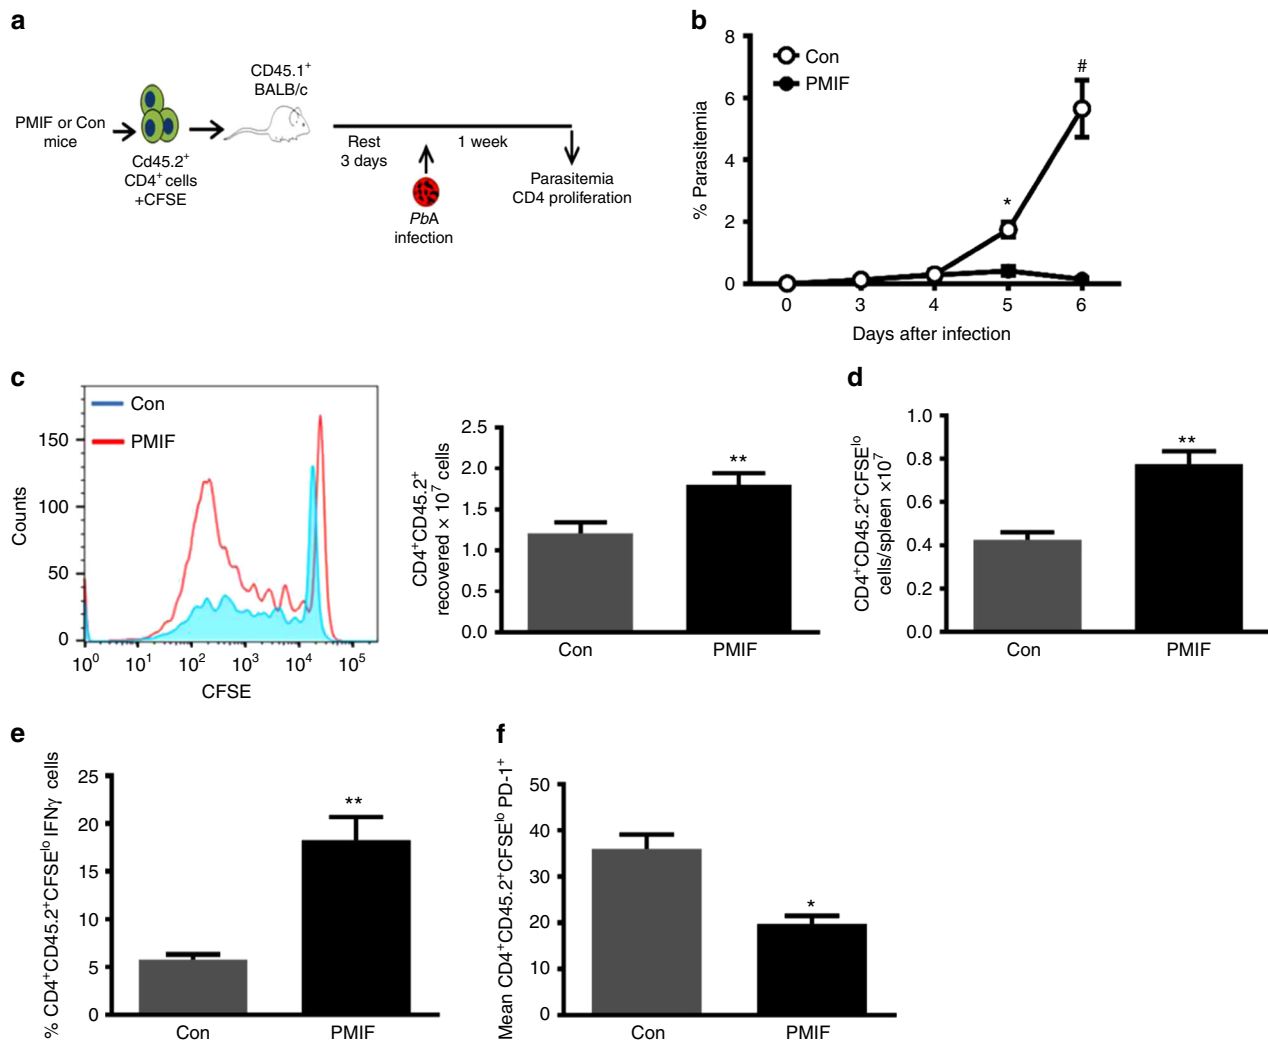 a
PMIF or Con
mice
Cd45.2⁺
CD4⁺ cells
+CFSE
CD45.1⁺
BALB/c
Rest
3 days
1 week
PbA
infection
Parasitemia
CD4 proliferation
b
% Parasitemia
8
6
4
2
0
Con
PMIF
*
#
0 3 4 5 6
Days after infection
c
Counts
150
100
50
0
Con
PMIF
10⁰ 10¹ 10² 10³ 10⁴ 10⁵
CFSE
CD4⁺CD45.2⁺
recovered × 10⁷ cells
2.5
2.0
1.5
1.0
0.5
0.0
**
Con PMIF
d
CD4⁺CD45.2⁺CFSEˡᵒ
cells/spleen ×10⁷
1.0
0.8
0.6
0.4
0.2
0.0
**
Con PMIF
e
% CD4⁺CD45.2⁺CFSEˡᵒ IFNγ cells
25
20
15
10
5
0
**
Con PMIF
f
Mean CD4⁺CD45.2⁺CFSEˡᵒ PD-1⁺
50
40
30
20
10
0
*
Con PMIF